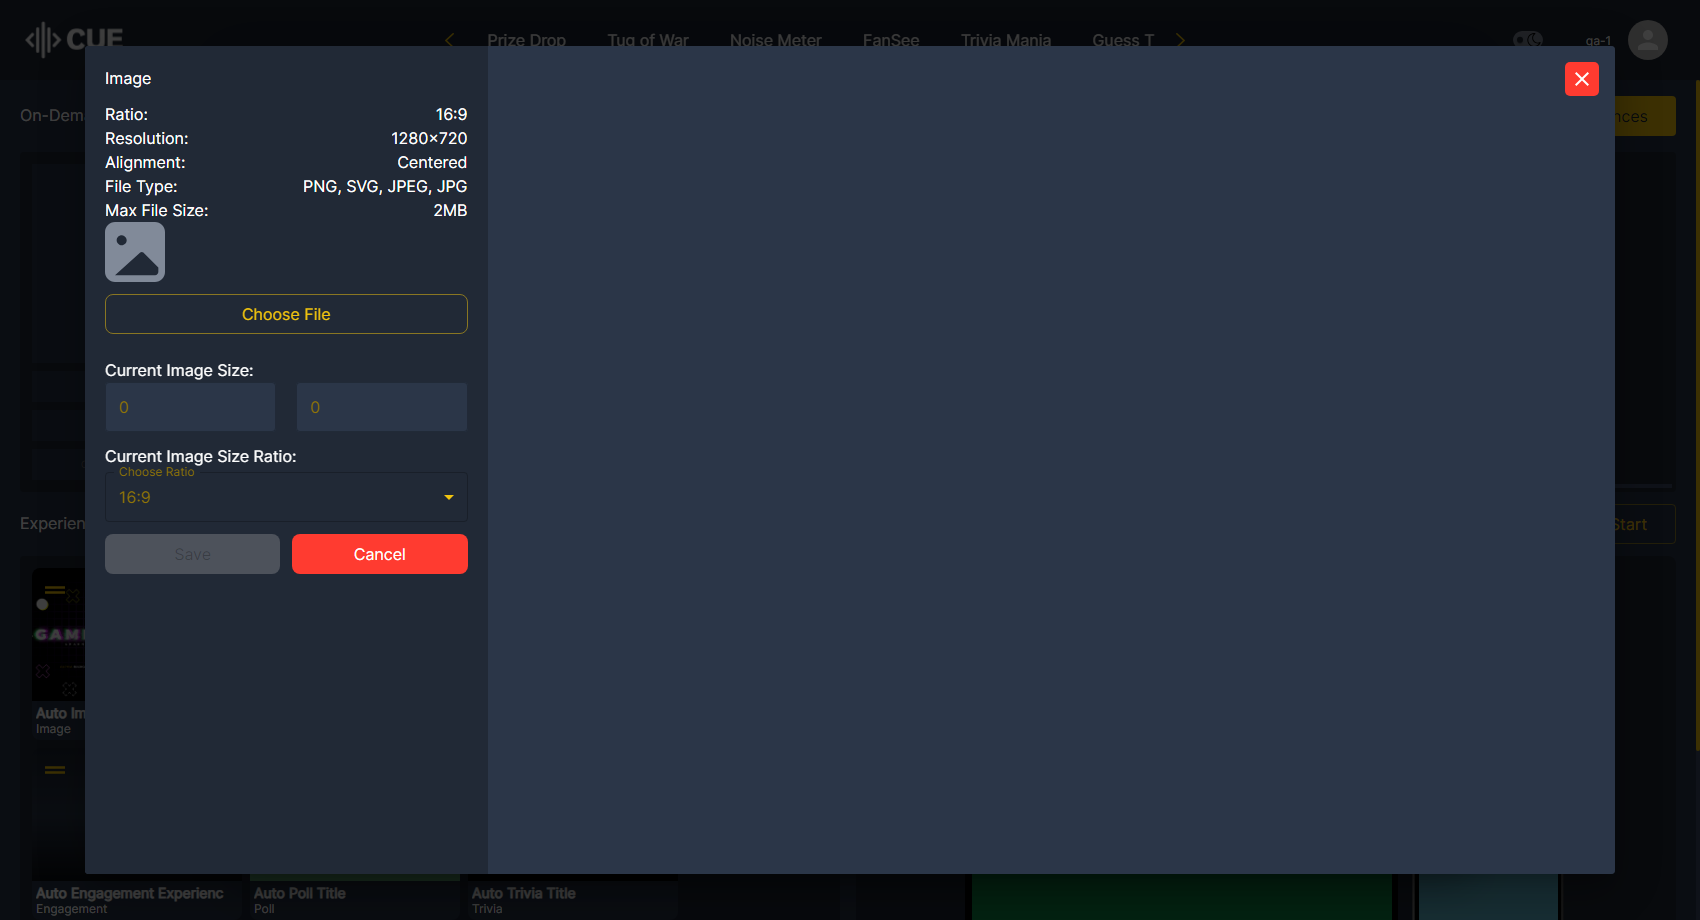 CUE
Prize Drop
Tug of War
Noise Meter
FanSee
Trivia Mania
Guess T
qa-1
On-Dema
nces
Image
Ratio: 16:9
Resolution: 1280×720
Alignment: Centered
File Type: PNG, SVG, JPEG, JPG
Max File Size: 2MB
Choose File
Current Image Size:
0 0
Current Image Size Ratio:
Choose Ratio
16:9
Save Cancel
Experien
Start
GAM
Auto Im
Image
Auto Engagement Experienc
Engagement
Auto Poll Title
Poll
Auto Trivia Title
Trivia